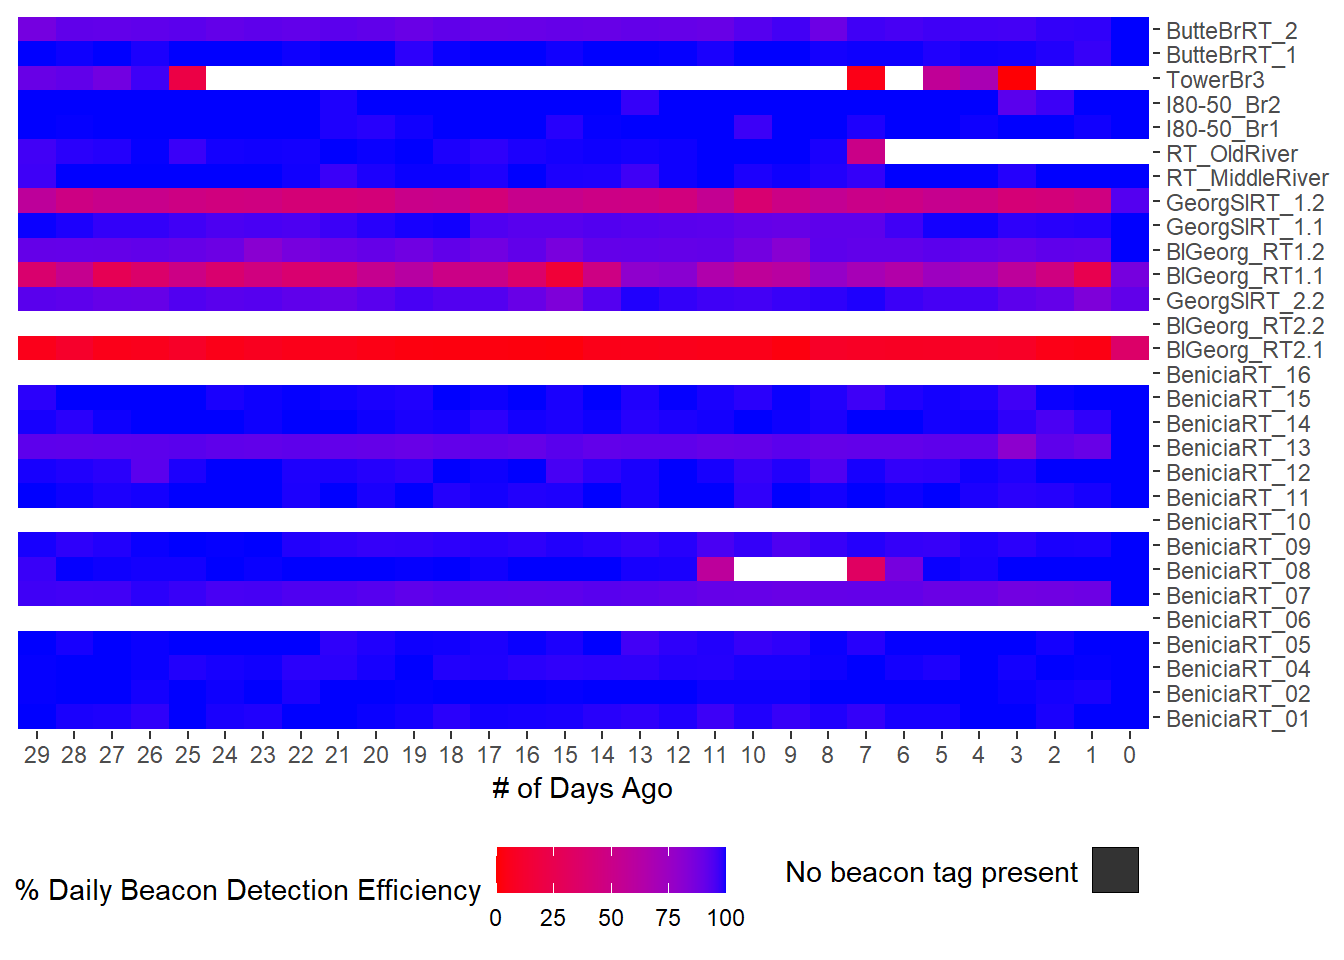 ButteBrRT_2
ButteBrRT_1
TowerBr3
I80-50_Br2
I80-50_Br1
RT_OldRiver
RT_MiddleRiver
GeorgSlRT_1.2
GeorgSlRT_1.1
BlGeorg_RT1.2
BlGeorg_RT1.1
GeorgSlRT_2.2
BlGeorg_RT2.2
BlGeorg_RT2.1
BeniciaRT_16
BeniciaRT_15
BeniciaRT_14
BeniciaRT_13
BeniciaRT_12
BeniciaRT_11
BeniciaRT_10
BeniciaRT_09
BeniciaRT_08
BeniciaRT_07
BeniciaRT_06
BeniciaRT_05
BeniciaRT_04
BeniciaRT_02
BeniciaRT_01
29 28 27 26 25 24 23 22 21 20 19 18 17 16 15 14 13 12 11 10 9 8 7 6 5 4 3 2 1 0
# of Days Ago
% Daily Beacon Detection Efficiency
0 25 50 75 100
No beacon tag present